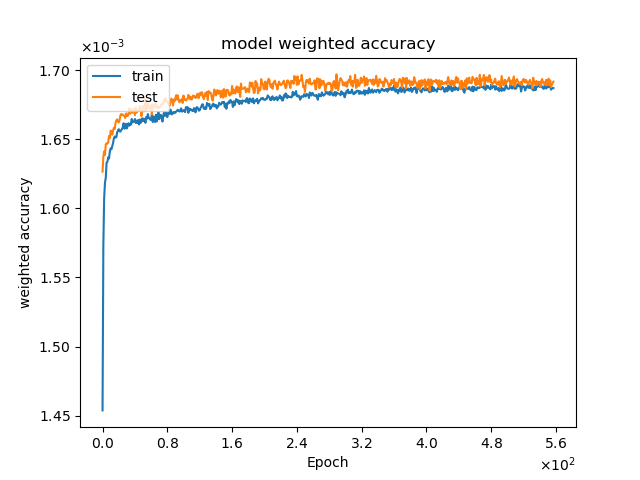 model weighted accuracy
×10⁻³
1.70
1.65
1.60
1.55
1.50
1.45
weighted accuracy
train
test
0.0 0.8 1.6 2.4 3.2 4.0 4.8 5.6
Epoch
×10²